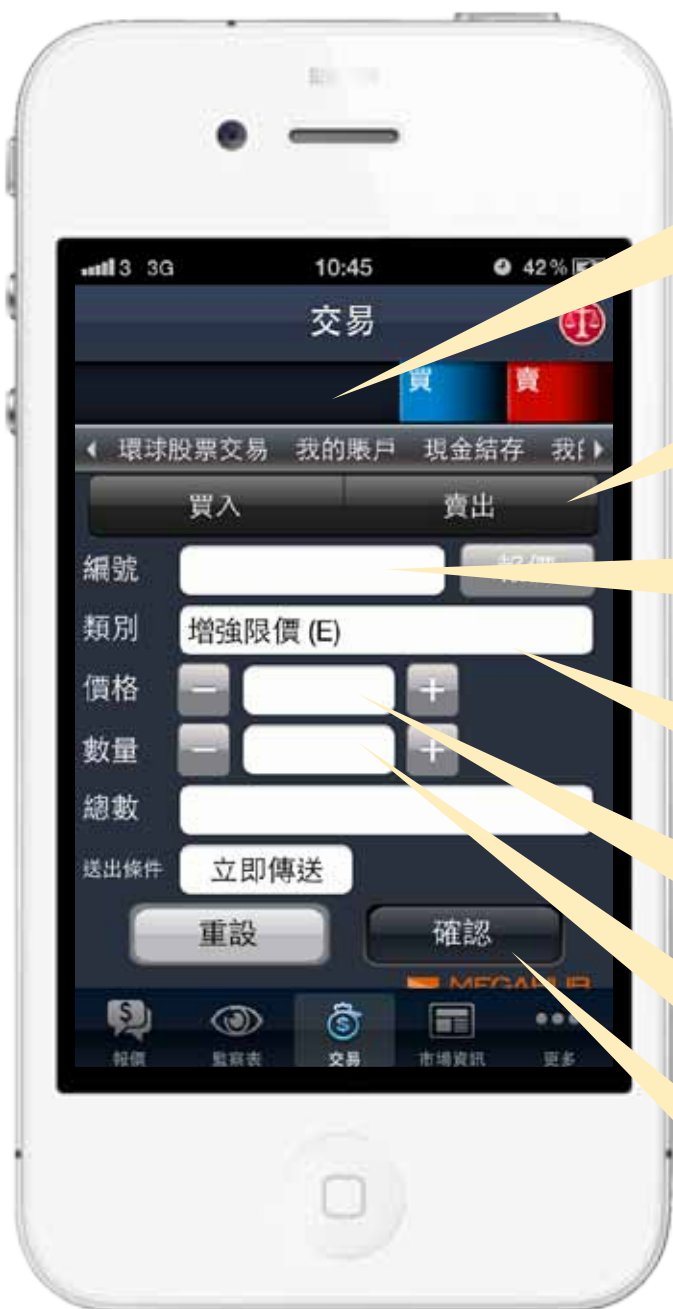 3 3G 10:45 42%
交易
買 賣
環球股票交易 我的賬戶 現金結存
買入 賣出
編號 報價
類別 增強限價 (E)
價格 − +
數量 − +
總數
送出條件 立即傳送
重設 確認
MEGAHUB
報價 監察表 交易 市場資訊 更多